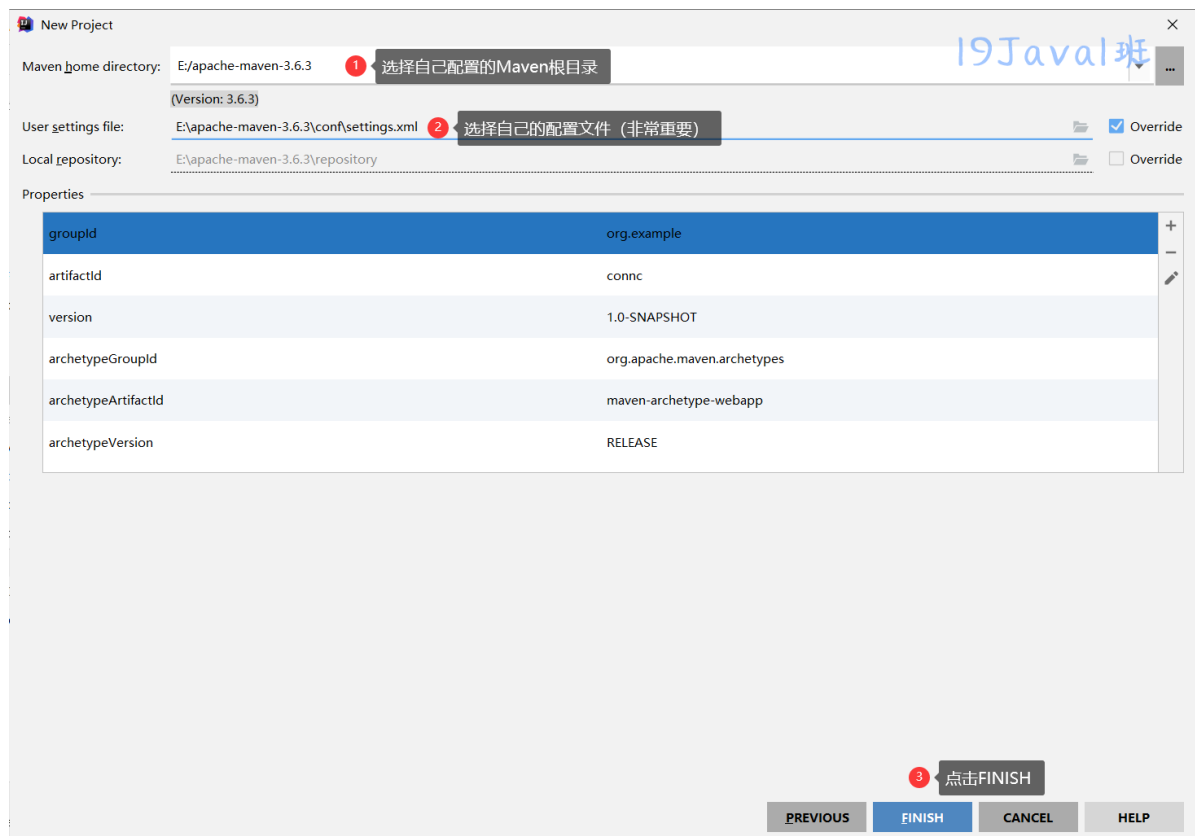 New Project
19Java1班
Maven home directory: E:/apache-maven-3.6.3 1 选择自己配置的Maven根目录 ...
(Version: 3.6.3)
User settings file: E:\apache-maven-3.6.3\conf\settings.xml 2 选择自己的配置文件（非常重要） Override
Local repository: E:\apache-maven-3.6.3\repository Override
Properties
groupId org.example
artifactId connc
version 1.0-SNAPSHOT
archetypeGroupId org.apache.maven.archetypes
archetypeArtifactId maven-archetype-webapp
archetypeVersion RELEASE
3 点击FINISH
PREVIOUS FINISH CANCEL HELP